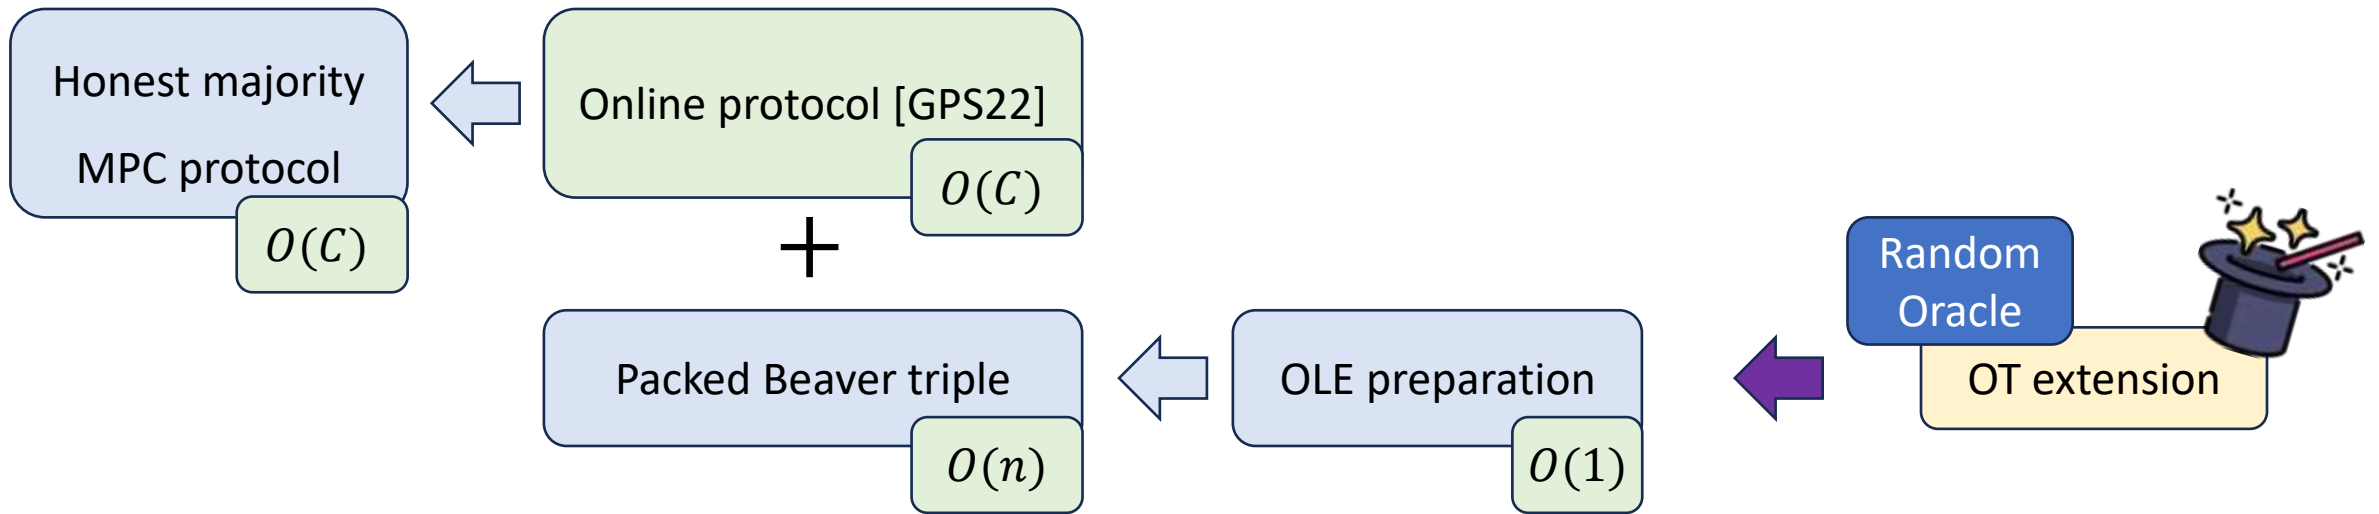 Honest majority
MPC protocol
O(C)
Online protocol [GPS22]
O(C)
+
Packed Beaver triple
O(n)
OLE preparation
O(1)
Random
Oracle
OT extension